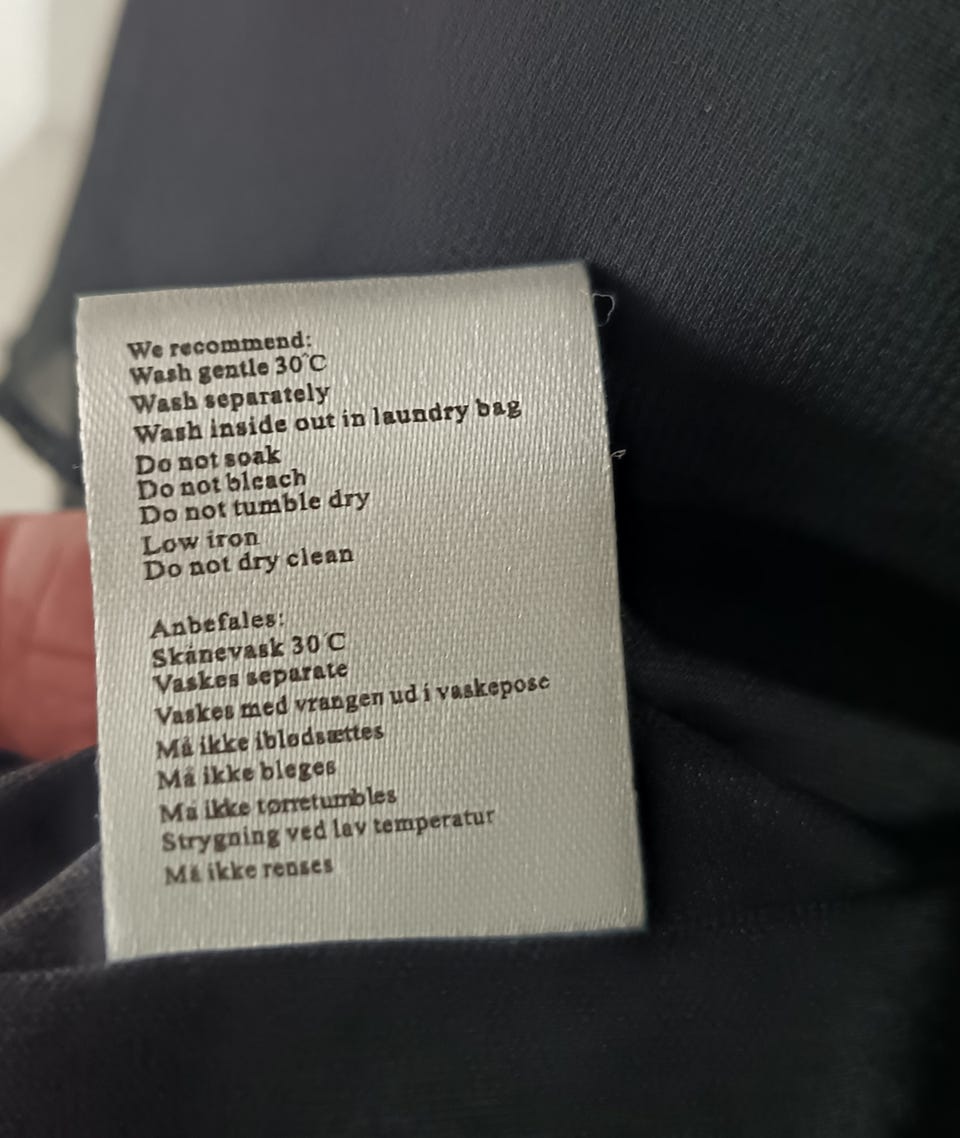 We recommend:
Wash gentle 30°C
Wash separately
Wash inside out in laundry bag
Do not soak
Do not bleach
Do not tumble dry
Low iron
Do not dry clean
Anbefales:
Skånevask 30°C
Vaskes separate
Vaskes med vrangen ud i vaskepose
Må ikke iblødsættes
Må ikke bleges
Må ikke tørretumbles
Strygning ved lav temperatur
Må ikke renses